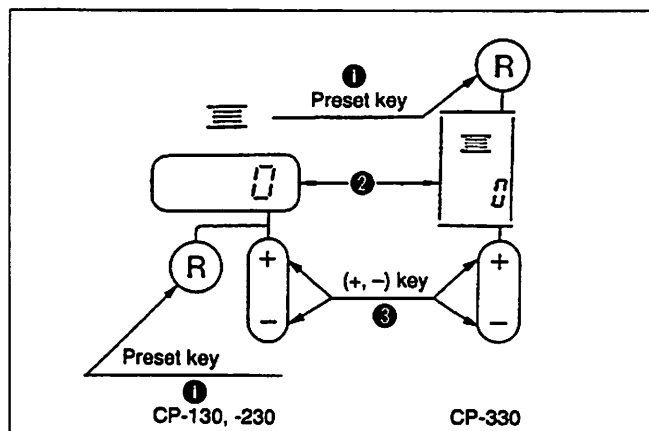 ❶
Preset key
R
0
❷
0
R
+
−
(+, −) key
❸
+
−
Preset key
❶
CP-130, -230
CP-330